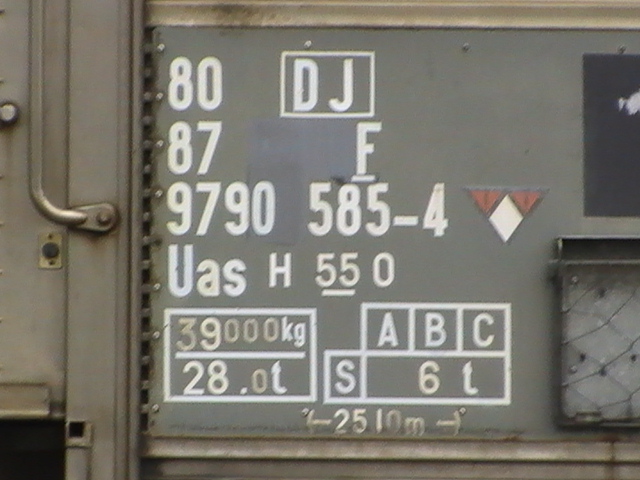 80 DJ
87 F
9790 585-4
Uas H 55 0
39000kg
28.0t
A B C
S 6 t
25 10m